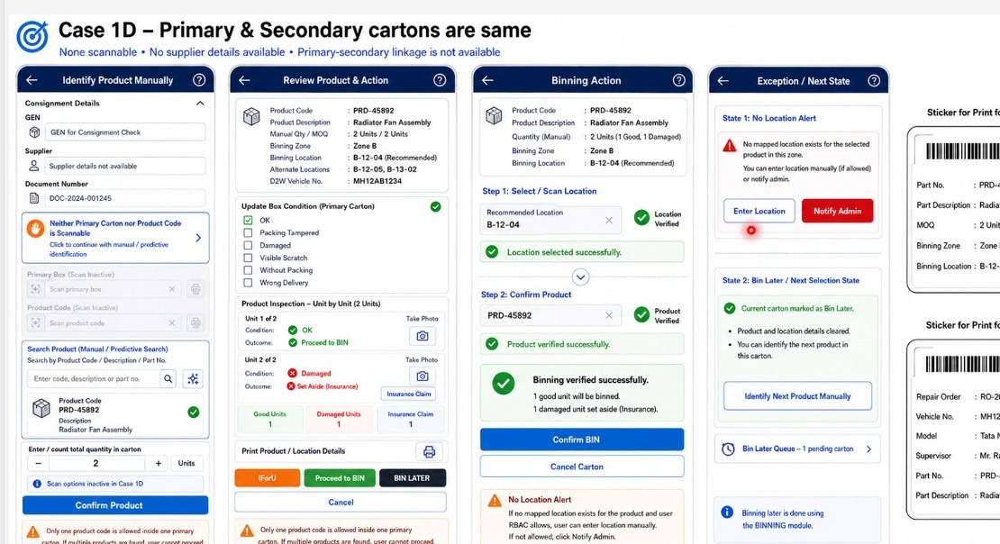 Case 1D – Primary & Secondary cartons are same
None scannable • No supplier details available • Primary-secondary linkage is not available
Identify Product Manually
Consignment Details
GEN
GEN for Consignment Check
Supplier
Supplier details not available
Document Number
DOC-2024-001245
Neither Primary Carton nor Product Code
is Scannable
Click to continue with manual / predictive
identification
Primary Box (Scan Inactive)
Scan primary box
Product Code (Scan Inactive)
Scan product code
Search Product (Manual / Predictive Search)
Search by Product Code / Description / Part No.
Enter code, description or part no.
Product Code
PRD-45892
Description
Radiator Fan Assembly
Enter / count total quantity in carton
− 2 + Units
Scan options inactive in Case 1D
Confirm Product
Only one product code is allowed inside one primary
carton. If multiple products are found, user cannot proceed.
Review Product & Action
Product Code : PRD-45892
Product Description : Radiator Fan Assembly
Manual Qty / MOQ : 2 Units / 2 Units
Binning Zone : Zone B
Binning Location : B-12-04 (Recommended)
Alternate Locations : B-12-05, B-13-02
D2W Vehicle No. : MH12AB1234
Update Box Condition (Primary Carton)
OK
Packing Tampered
Damaged
Visible Scratch
Without Packing
Wrong Delivery
Product Inspection – Unit by Unit (2 Units)
Unit 1 of 2 Take Photo
Condition: OK
Outcome: Proceed to BIN
Unit 2 of 2 Take Photo
Condition: Damaged
Outcome: Set Aside (Insurance)
Insurance Claim
Good Units Damaged Units Insurance Claim
1 1 1
Print Product / Location Details
IForU Proceed to BIN BIN LATER
Cancel
Only one product code is allowed inside one primary
carton. If multiple products are found, user cannot proceed.
Binning Action
Product Code : PRD-45892
Product Description : Radiator Fan Assembly
Quantity (Manual) : 2 Units (1 Good, 1 Damaged)
Binning Zone : Zone B
Binning Location : B-12-04 (Recommended)
Step 1: Select / Scan Location
Recommended Location
B-12-04
Location
Verified
Location selected successfully.
Step 2: Confirm Product
PRD-45892
Product
Verified
Product verified successfully.
Binning verified successfully.
1 good unit will be binned.
1 damaged unit set aside (Insurance).
Confirm BIN
Cancel Carton
No Location Alert
If no mapped location exists for the product and user
RBAC allows, user can enter location manually.
If not allowed, click Notify Admin.
Exception / Next State
State 1: No Location Alert
No mapped location exists for the selected
product in this zone.
You can enter location manually (if allowed)
or notify admin.
Enter Location Notify Admin
State 2: Bin Later / Next Selection State
Current carton marked as Bin Later.
• Product and location details cleared.
• You can identify the next product in
this carton.
Identify Next Product Manually
Bin Later Queue – 1 pending carton
Binning later is done using
the BINNING module.
Sticker for Print fo
Part No. : PRD-4
Part Description : Radia
MOQ : 2 Unit
Binning Zone : Zone
Binning Location : B-12-
Sticker for Print fo
Repair Order : RO-20
Vehicle No. : MH12
Model : Tata N
Supervisor : Mr. Ra
Part No. : PRD-
Part Description : Radia